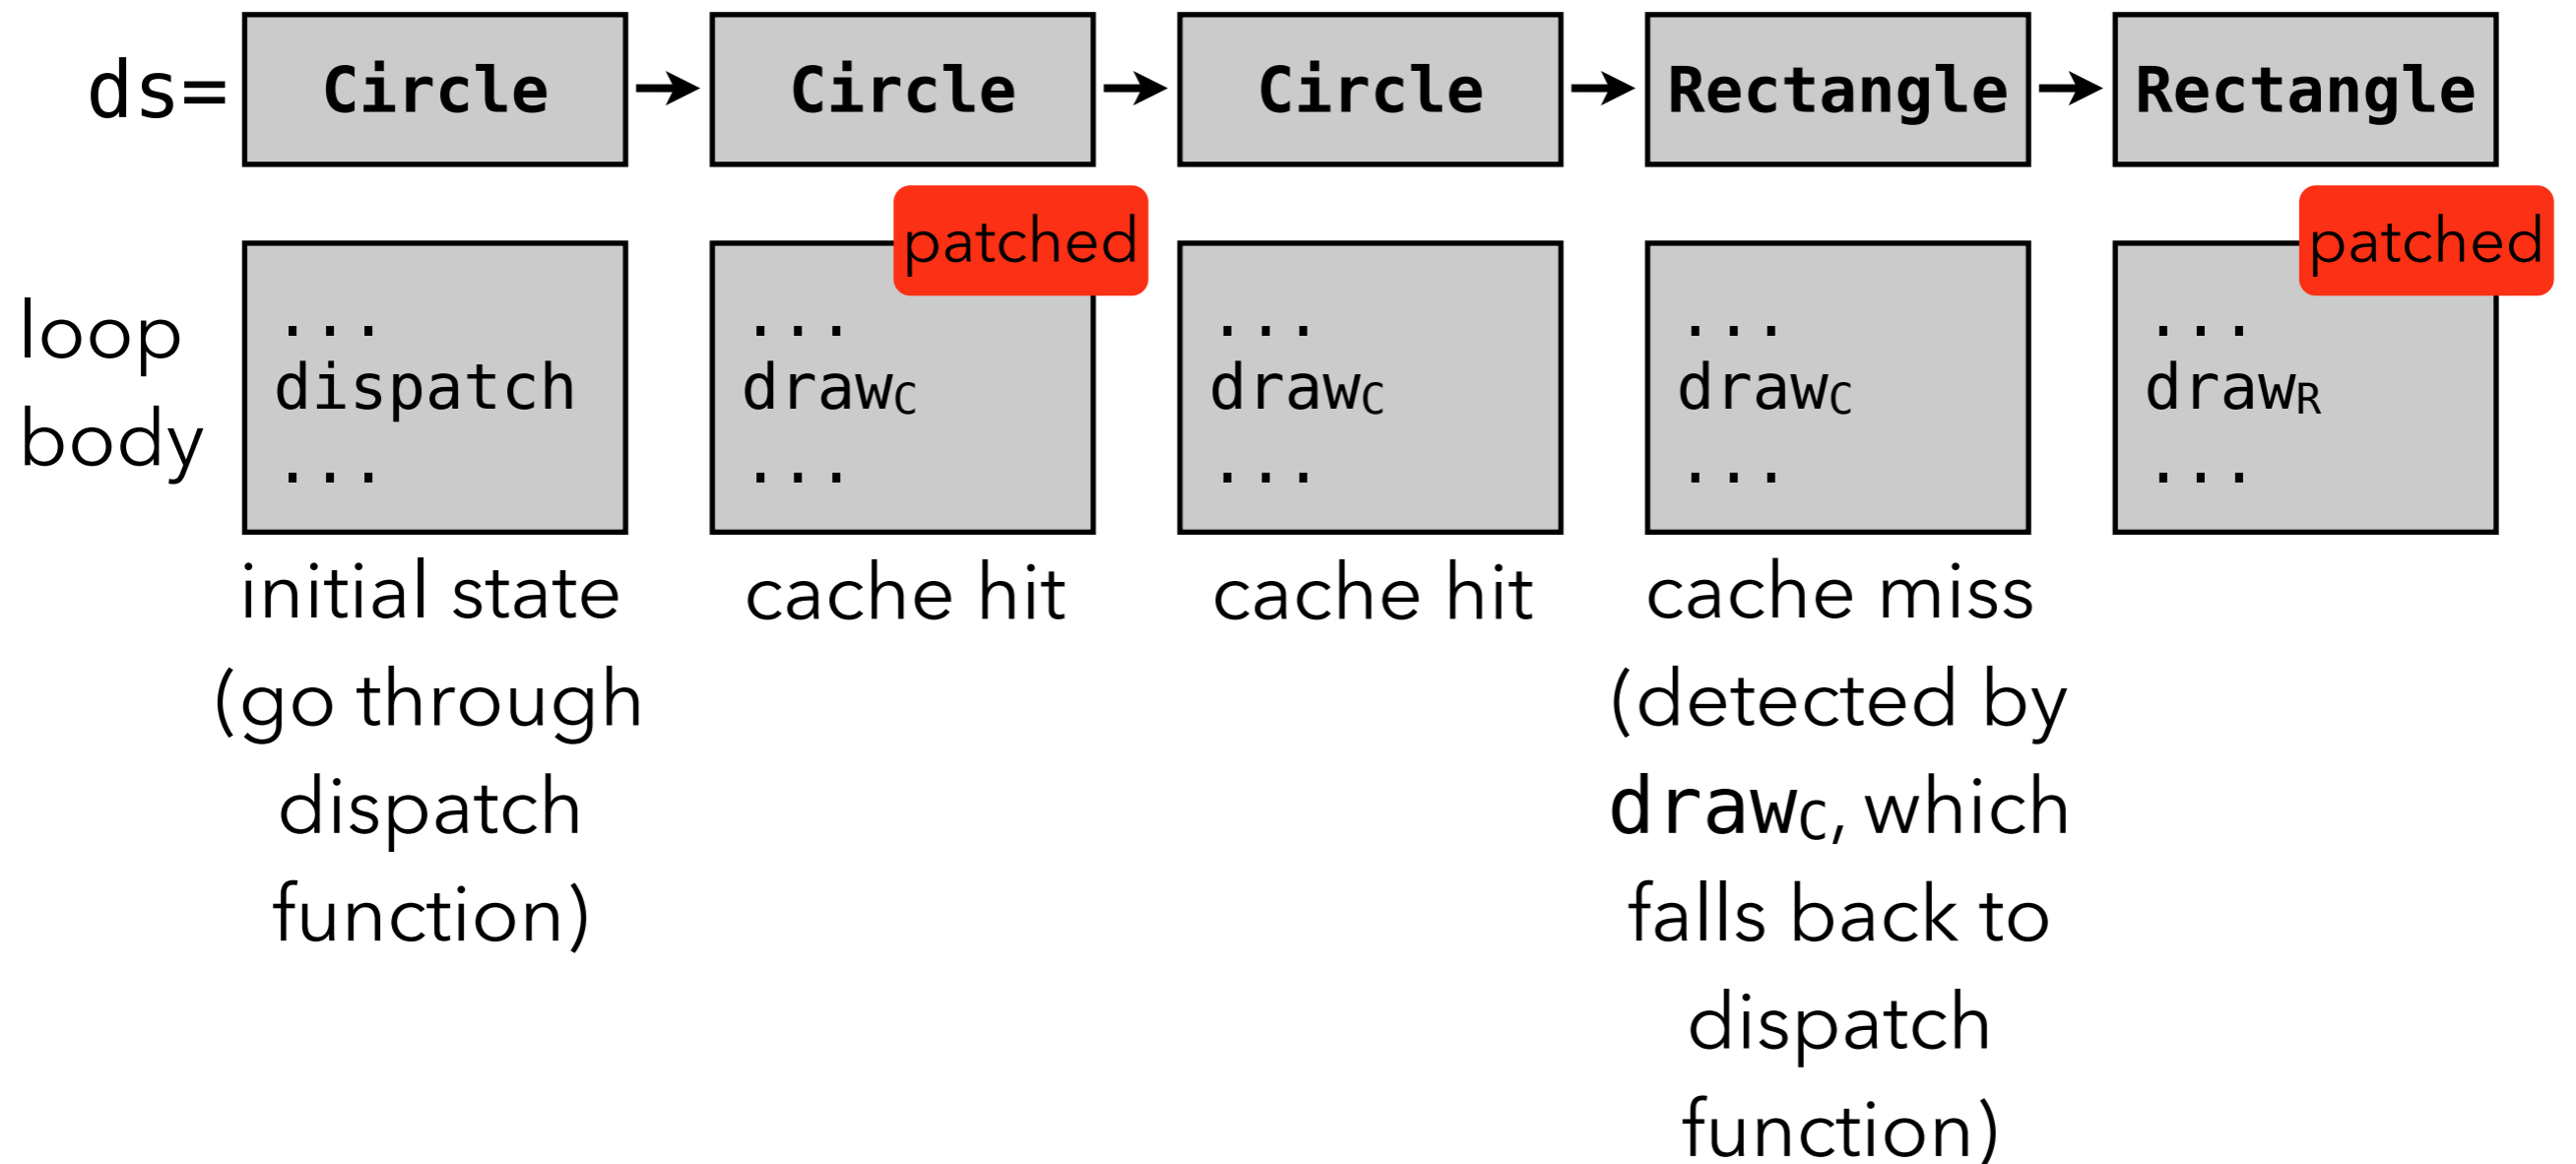 ds= Circle Circle Circle Rectangle Rectangle
patched patched
loop body
...
dispatch
...
...
drawC
...
...
drawC
...
...
drawC
...
...
drawR
...
initial state
(go through
dispatch
function)
cache hit
cache hit
cache miss
(detected by
drawC, which
falls back to
dispatch
function)